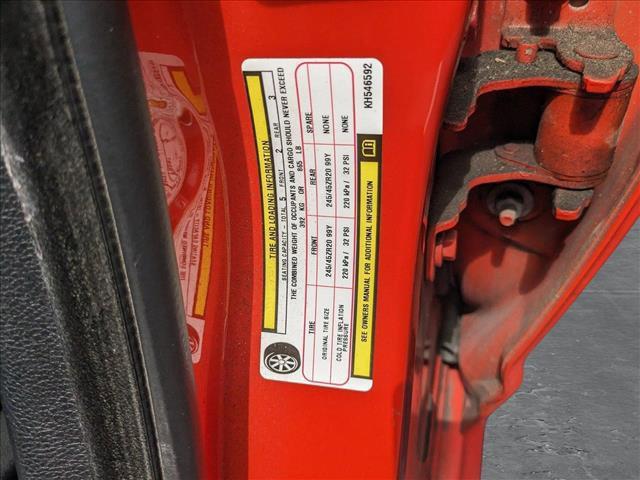 TIRE AND LOADING INFORMATION
SEATING CAPACITY - TOTAL 5 FRONT 2 REAR 3
THE COMBINED WEIGHT OF OCCUPANTS AND CARGO SHOULD NEVER EXCEED
392 KG OR 865 LB
TIRE FRONT REAR SPARE
ORIGINAL TIRE SIZE 245/45ZR20 99Y 245/45ZR20 99Y NONE
COLD TIRE INFLATION PRESSURE 220 kPa / 32 PSI 220 kPa / 32 PSI NONE
SEE OWNERS MANUAL FOR ADDITIONAL INFORMATION
KH546592